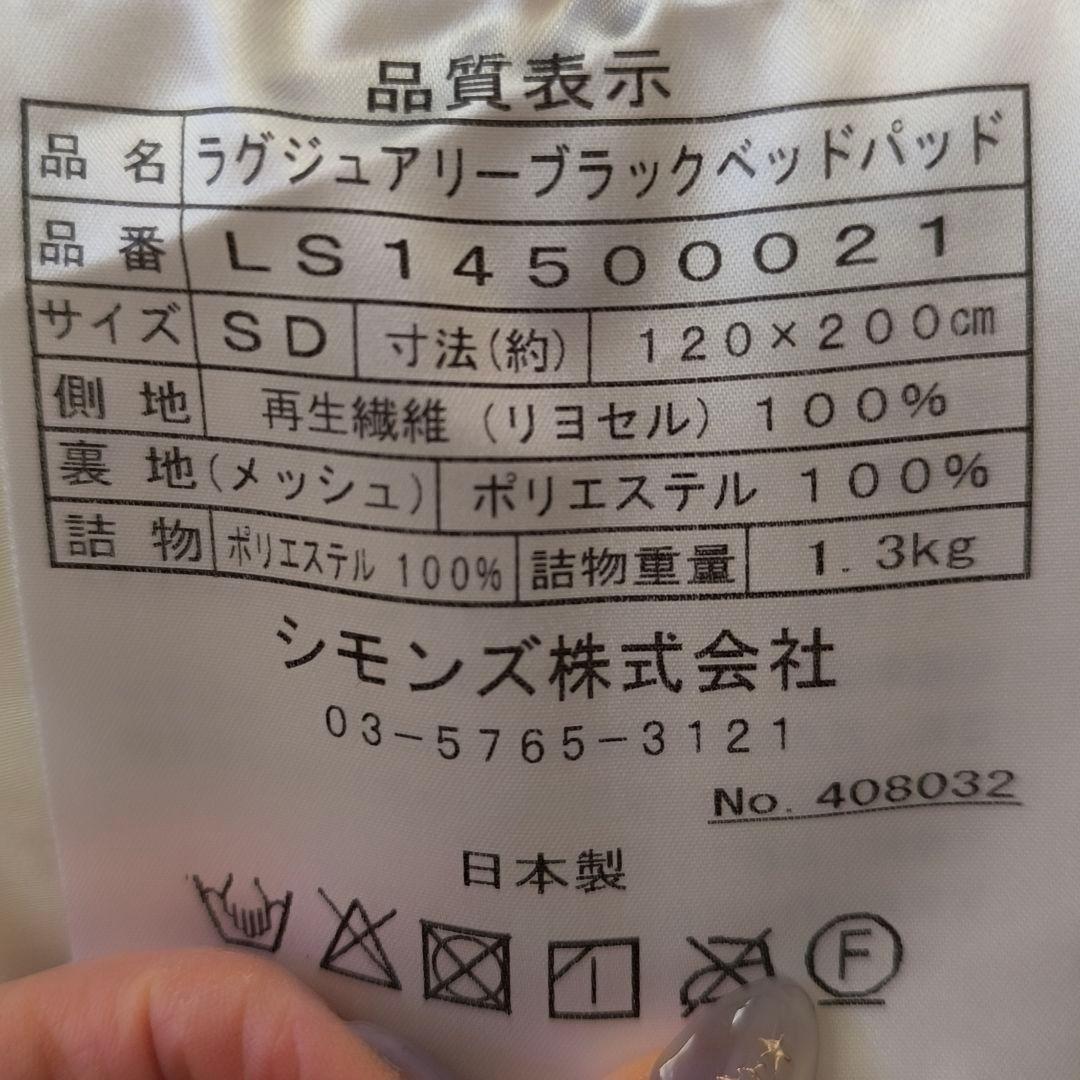 品質表示
品名 ラグジュアリーブラックベッドパッド
品番 LS14500021
サイズ SD 寸法(約) 120×200cm
側地 再生繊維(リヨセル)100%
裏地(メッシュ) ポリエステル 100%
詰物 ポリエステル 100% 詰物重量 1.3kg
シモンズ株式会社
03-5765-3121
No. 408032
日本製
F